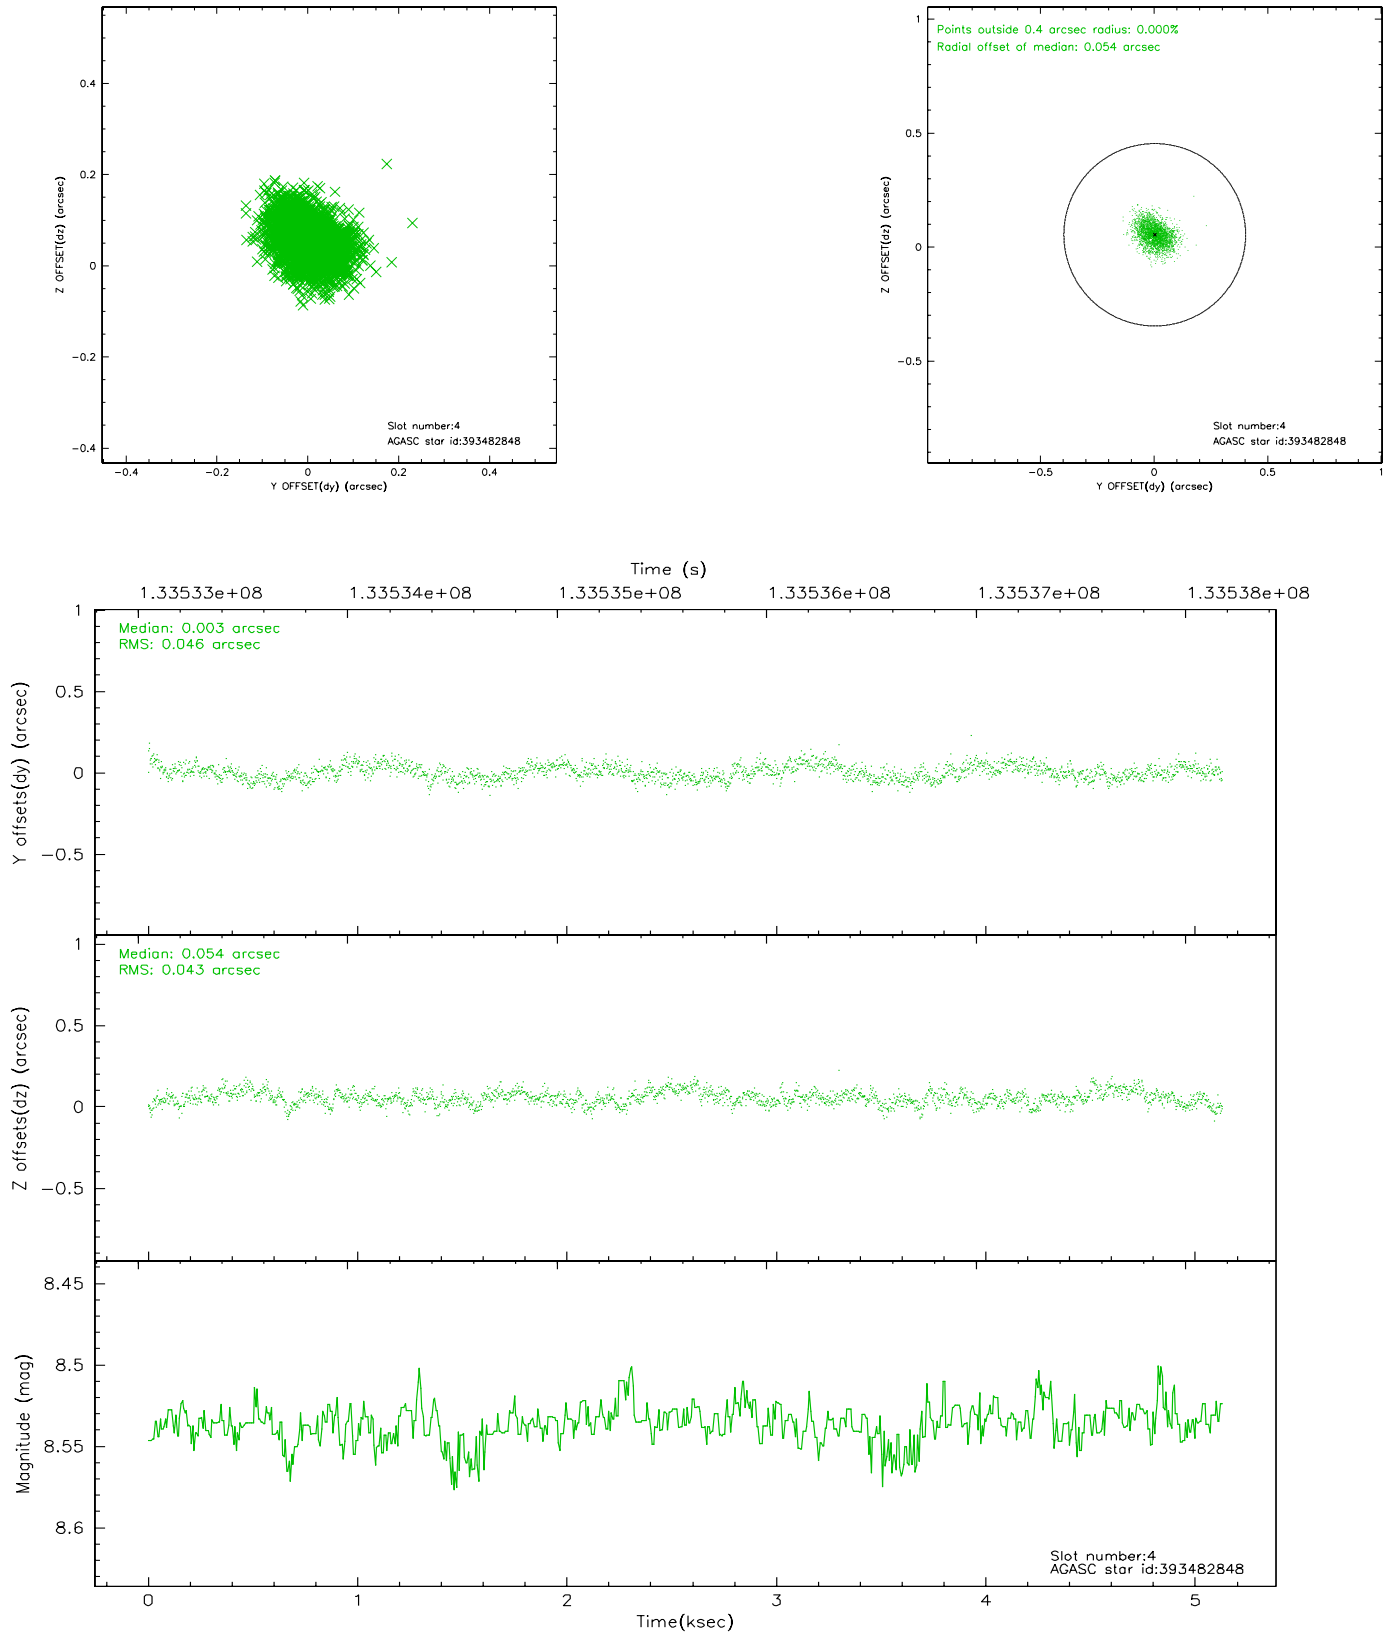 0.4
0.2
0
−0.2
−0.4
Z OFFSET(dz) (arcsec)
Slot number:4
AGASC star id:393482848
−0.4
−0.2
0
0.2
0.4
Y OFFSET(dy) (arcsec)
Points outside 0.4 arcsec radius: 0.000%
Radial offset of median: 0.054 arcsec
1
0.5
0
−0.5
Z OFFSET(dz) (arcsec)
Slot number:4
AGASC star id:393482848
−0.5
0
0.5
1
Y OFFSET(dy) (arcsec)
Time (s)
1.33533e+08
1.33534e+08
1.33535e+08
1.33536e+08
1.33537e+08
1.33538e+08
Median: 0.003 arcsec
RMS: 0.046 arcsec
1
0.5
0
−0.5
Y offsets(dy) (arcsec)
Median: 0.054 arcsec
RMS: 0.043 arcsec
1
0.5
0
−0.5
Z offsets(dz) (arcsec)
8.45
8.5
8.55
8.6
Magnitude (mag)
Slot number:4
AGASC star id:393482848
0
1
2
3
4
5
Time(ksec)